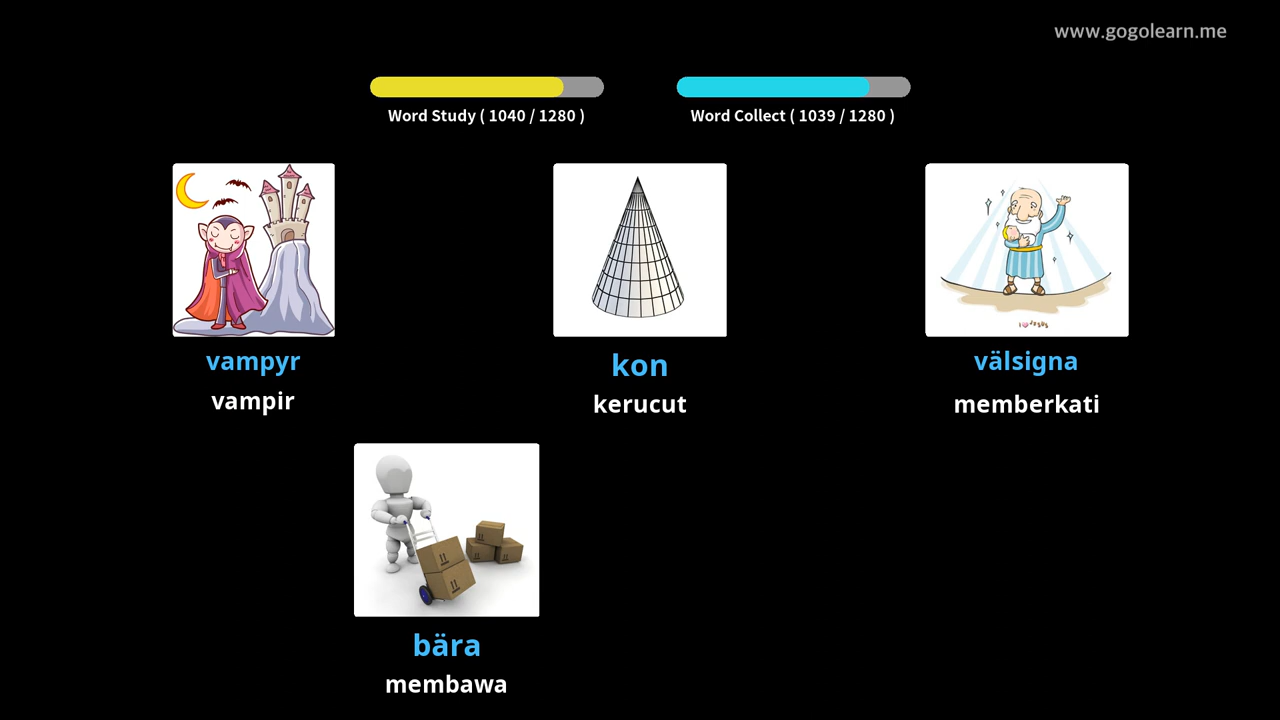 www.gogolearn.me
Word Study ( 1040 / 1280 )
Word Collect ( 1039 / 1280 )
vampyr
vampir
kon
kerucut
välsigna
memberkati
bära
membawa